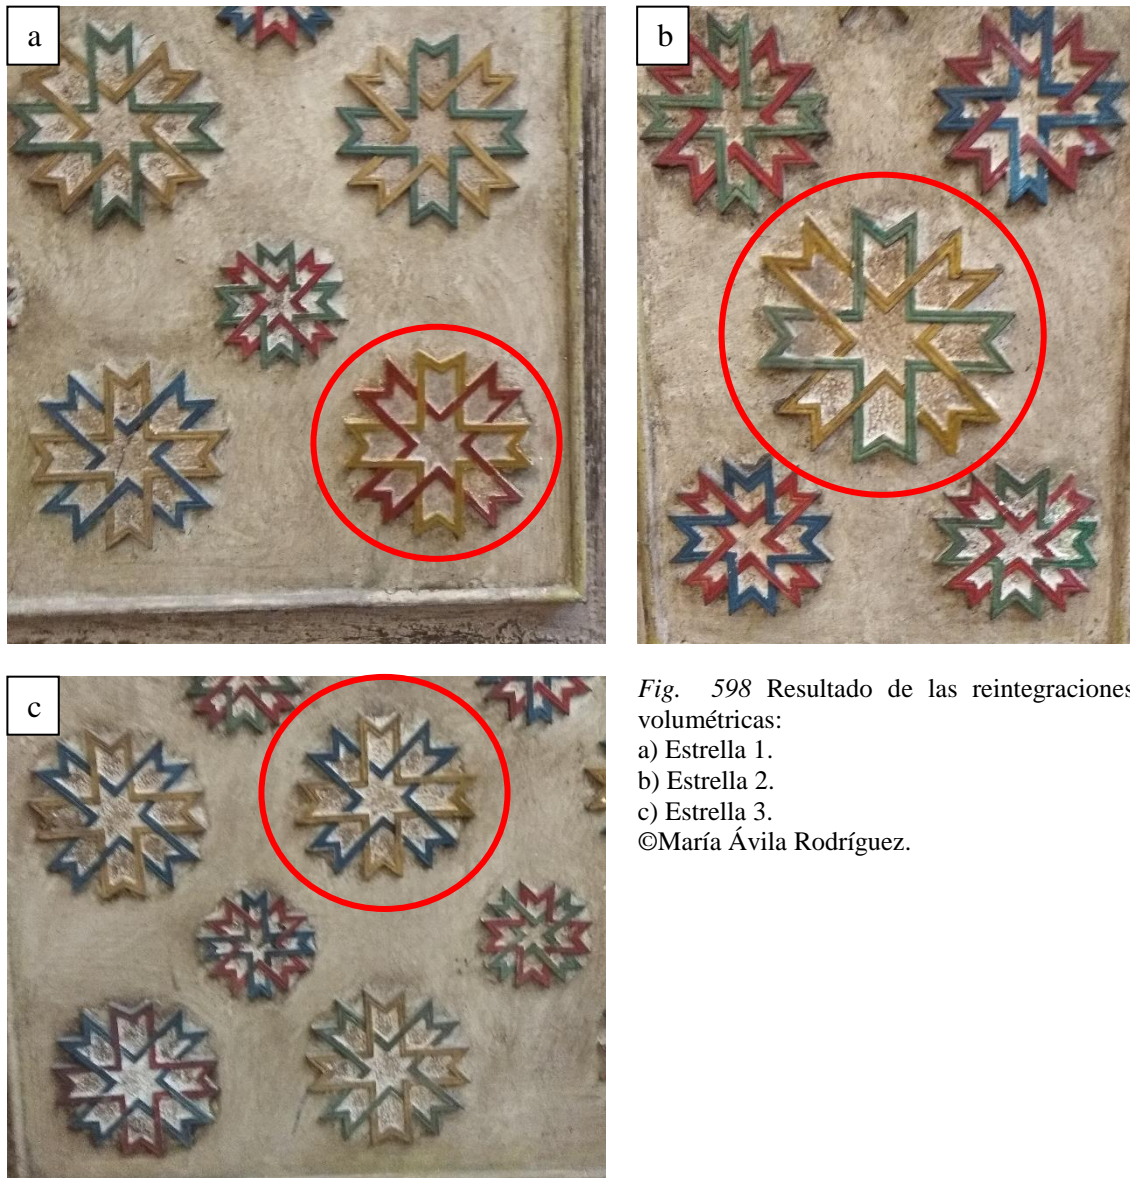 a
b
c
Fig. 598 Resultado de las reintegraciones
volumétricas:
a) Estrella 1.
b) Estrella 2.
c) Estrella 3.
©María Ávila Rodríguez.